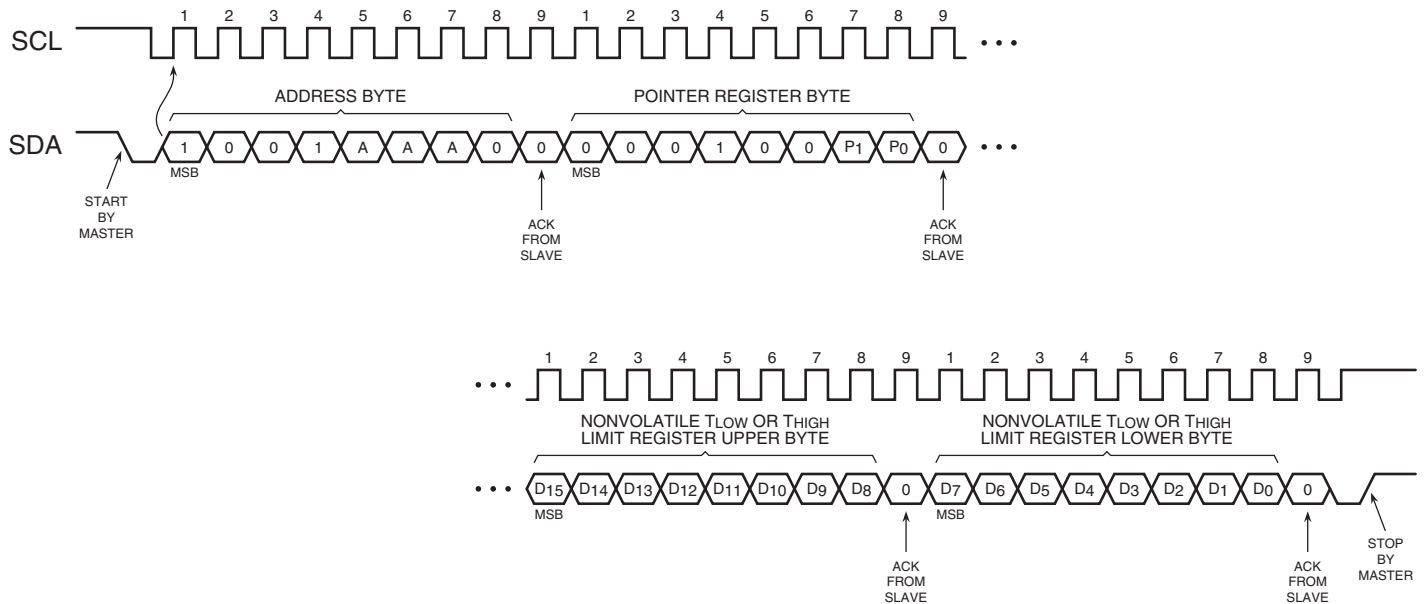 1 2 3 4 5 6 7 8 9 1 2 3 4 5 6 7 8 9
SCL
ADDRESS BYTE
POINTER REGISTER BYTE
SDA
1 0 0 1 A A A 0 0 0 0 0 1 0 0 P1 P0 0
MSB
MSB
START
BY
MASTER
ACK
FROM
SLAVE
ACK
FROM
SLAVE
1 2 3 4 5 6 7 8 9 1 2 3 4 5 6 7 8 9
NONVOLATILE TLOW OR THIGH
LIMIT REGISTER UPPER BYTE
NONVOLATILE TLOW OR THIGH
LIMIT REGISTER LOWER BYTE
D15 D14 D13 D12 D11 D10 D9 D8 0 D7 D6 D5 D4 D3 D2 D1 D0 0
MSB
MSB
ACK
FROM
SLAVE
ACK
FROM
SLAVE
STOP
BY
MASTER